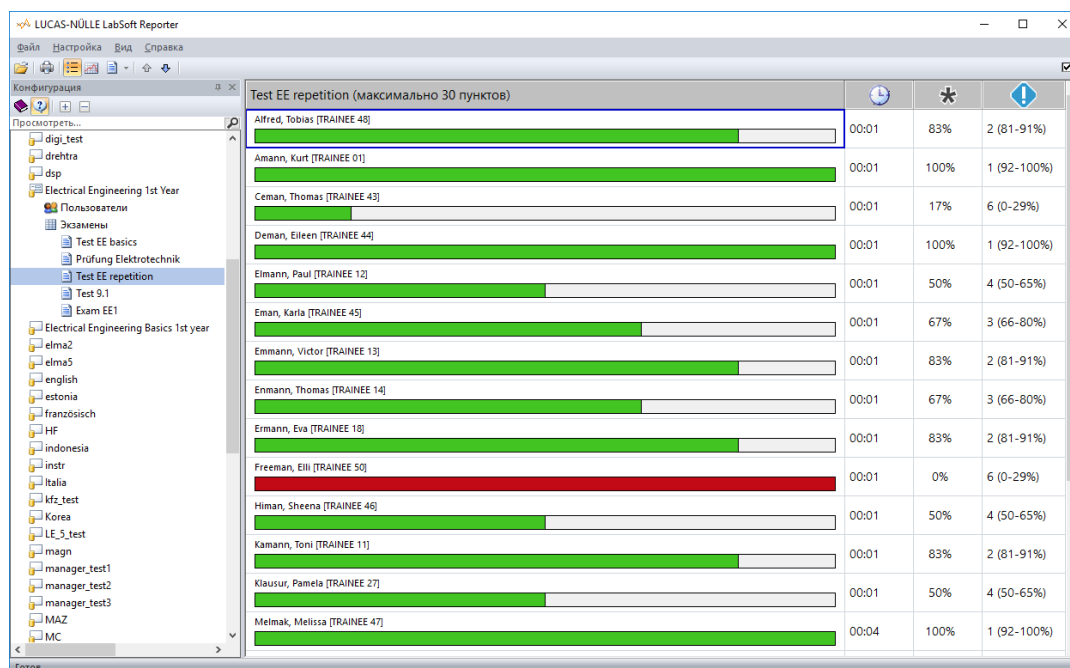 LUCAS-NÜLLE LabSoft Reporter
Файл Настройка Вид Справка
Конфигурация
Просмотреть...
digi_test
drehtra
dsp
Electrical Engineering 1st Year
Пользователи
Экзамены
Test EE basics
Prüfung Elektrotechnik
Test EE repetition
Test 9.1
Exam EE1
Electrical Engineering Basics 1st year
elma2
elma5
english
estonia
französisch
HF
indonesia
instr
Italia
kfz_test
Korea
LE_5_test
magn
manager_test1
manager_test2
manager_test3
MAZ
MC
Test EE repetition (максимально 30 пунктов)
Alfred, Tobias [TRAINEE 48]
00:01 83% 2 (81-91%)
Amann, Kurt [TRAINEE 01]
00:01 100% 1 (92-100%)
Ceman, Thomas [TRAINEE 43]
00:01 17% 6 (0-29%)
Deman, Eileen [TRAINEE 44]
00:01 100% 1 (92-100%)
Elmann, Paul [TRAINEE 12]
00:01 50% 4 (50-65%)
Eman, Karla [TRAINEE 45]
00:01 67% 3 (66-80%)
Emmann, Victor [TRAINEE 13]
00:01 83% 2 (81-91%)
Enmann, Thomas [TRAINEE 14]
00:01 67% 3 (66-80%)
Ermann, Eva [TRAINEE 18]
00:01 83% 2 (81-91%)
Freeman, Elli [TRAINEE 50]
00:01 0% 6 (0-29%)
Himan, Sheena [TRAINEE 46]
00:01 50% 4 (50-65%)
Kamann, Toni [TRAINEE 11]
00:01 83% 2 (81-91%)
Klausur, Pamela [TRAINEE 27]
00:01 50% 4 (50-65%)
Melmak, Melissa [TRAINEE 47]
00:04 100% 1 (92-100%)
Готов